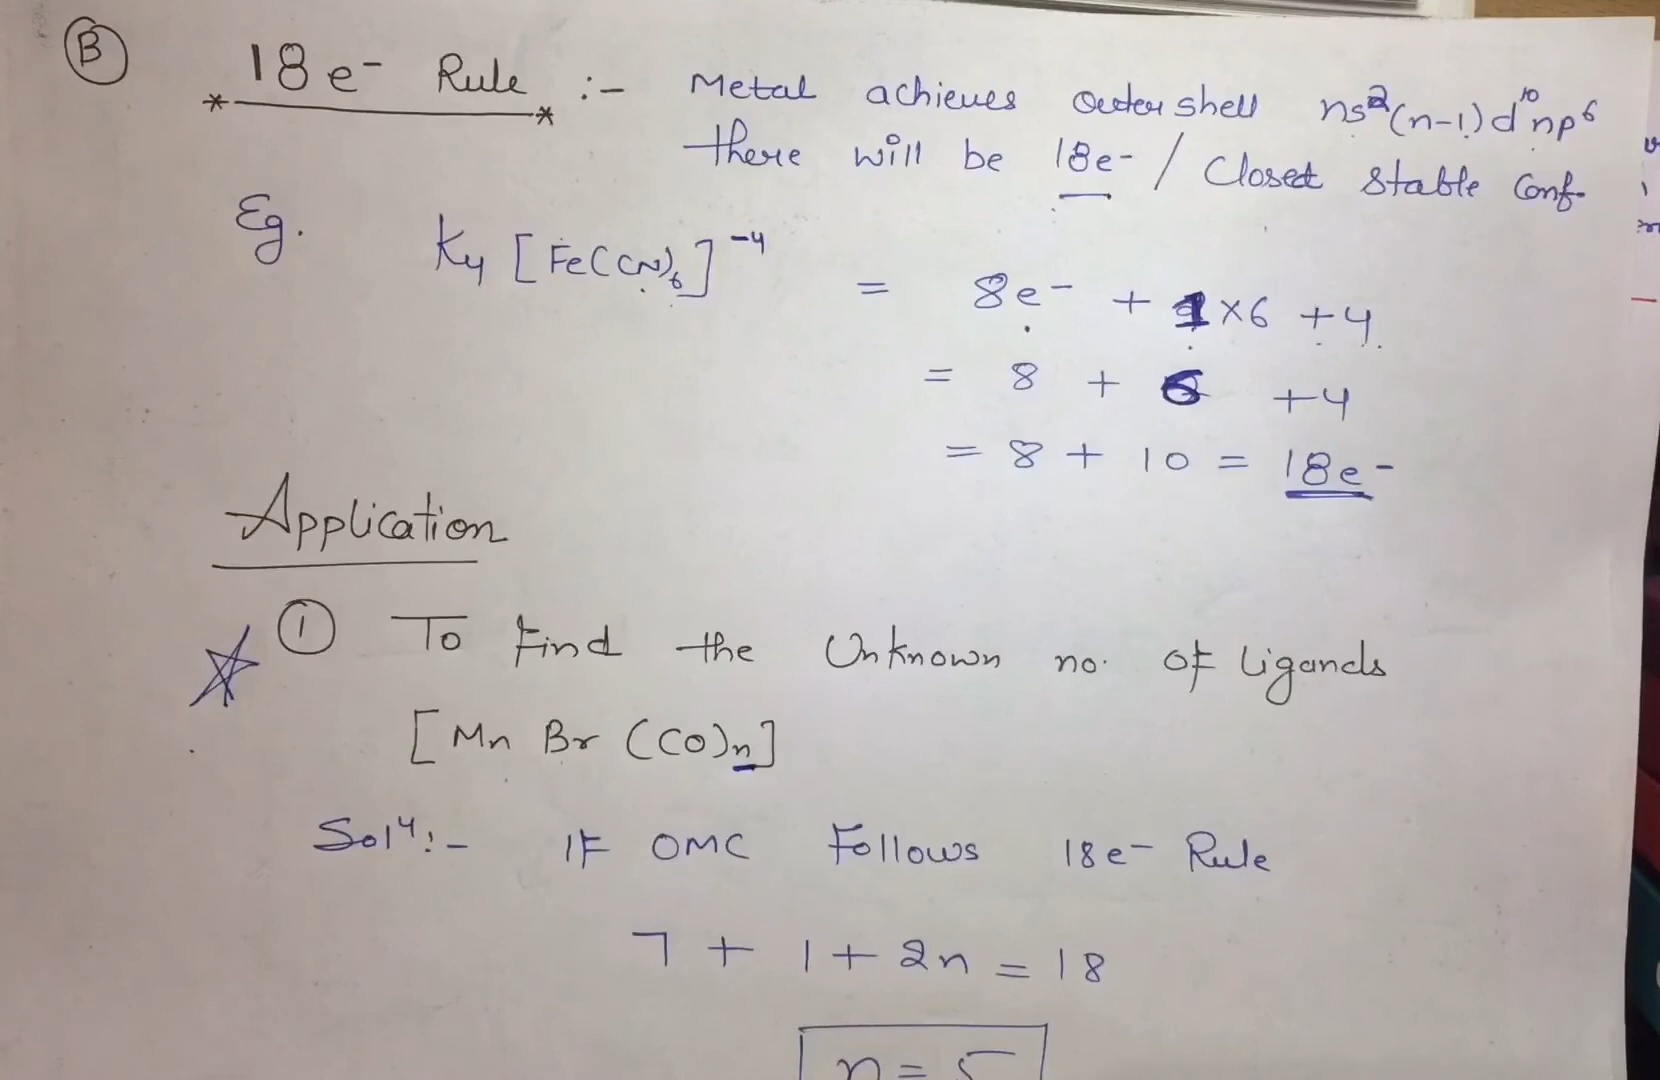 B 18e⁻ Rule :- Metal achieves outer shell ns²(n-1)d¹⁰np⁶
there will be 18e⁻ / Closed stable Conf.
Eg. K₄[Fe(CN)₆]⁻⁴ = 8e⁻ + 1×6 +4
= 8 + 6 +4
= 8 + 10 = 18e⁻
Application
① To Find the Unknown no. of Ligands
[Mn Br (CO)n]
Solⁿ:- IF OMC Follows 18e⁻ Rule
7 + 1 + 2n = 18
n = 5